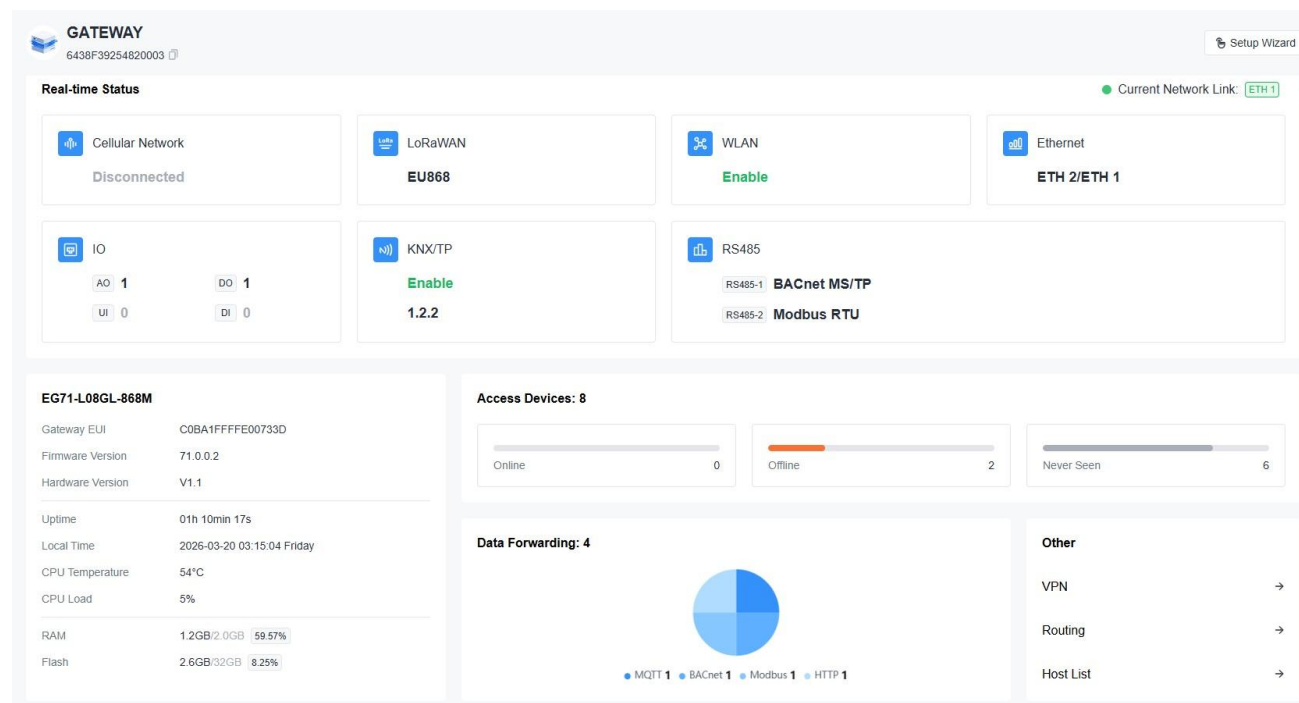 GATEWAY
6438F39254820003
Setup Wizard
Real-time Status
Current Network Link: ETH 1
Cellular Network
Disconnected
LoRa
LoRaWAN
EU868
WLAN
Enable
Ethernet
ETH 2/ETH 1
IO
AO 1 DO 1
UI 0 DI 0
KNX/TP
Enable
1.2.2
RS485
RS485-1 BACnet MS/TP
RS485-2 Modbus RTU
EG71-L08GL-868M
Gateway EUI C0BA1FFFFE00733D
Firmware Version 71.0.0.2
Hardware Version V1.1
Uptime 01h 10min 17s
Local Time 2026-03-20 03:15:04 Friday
CPU Temperature 54°C
CPU Load 5%
RAM 1.2GB/2.0GB 59.57%
Flash 2.6GB/32GB 8.25%
Access Devices: 8
Online 0
Offline 2
Never Seen 6
Data Forwarding: 4
MQTT 1 BACnet 1 Modbus 1 HTTP 1
Other
VPN
Routing
Host List